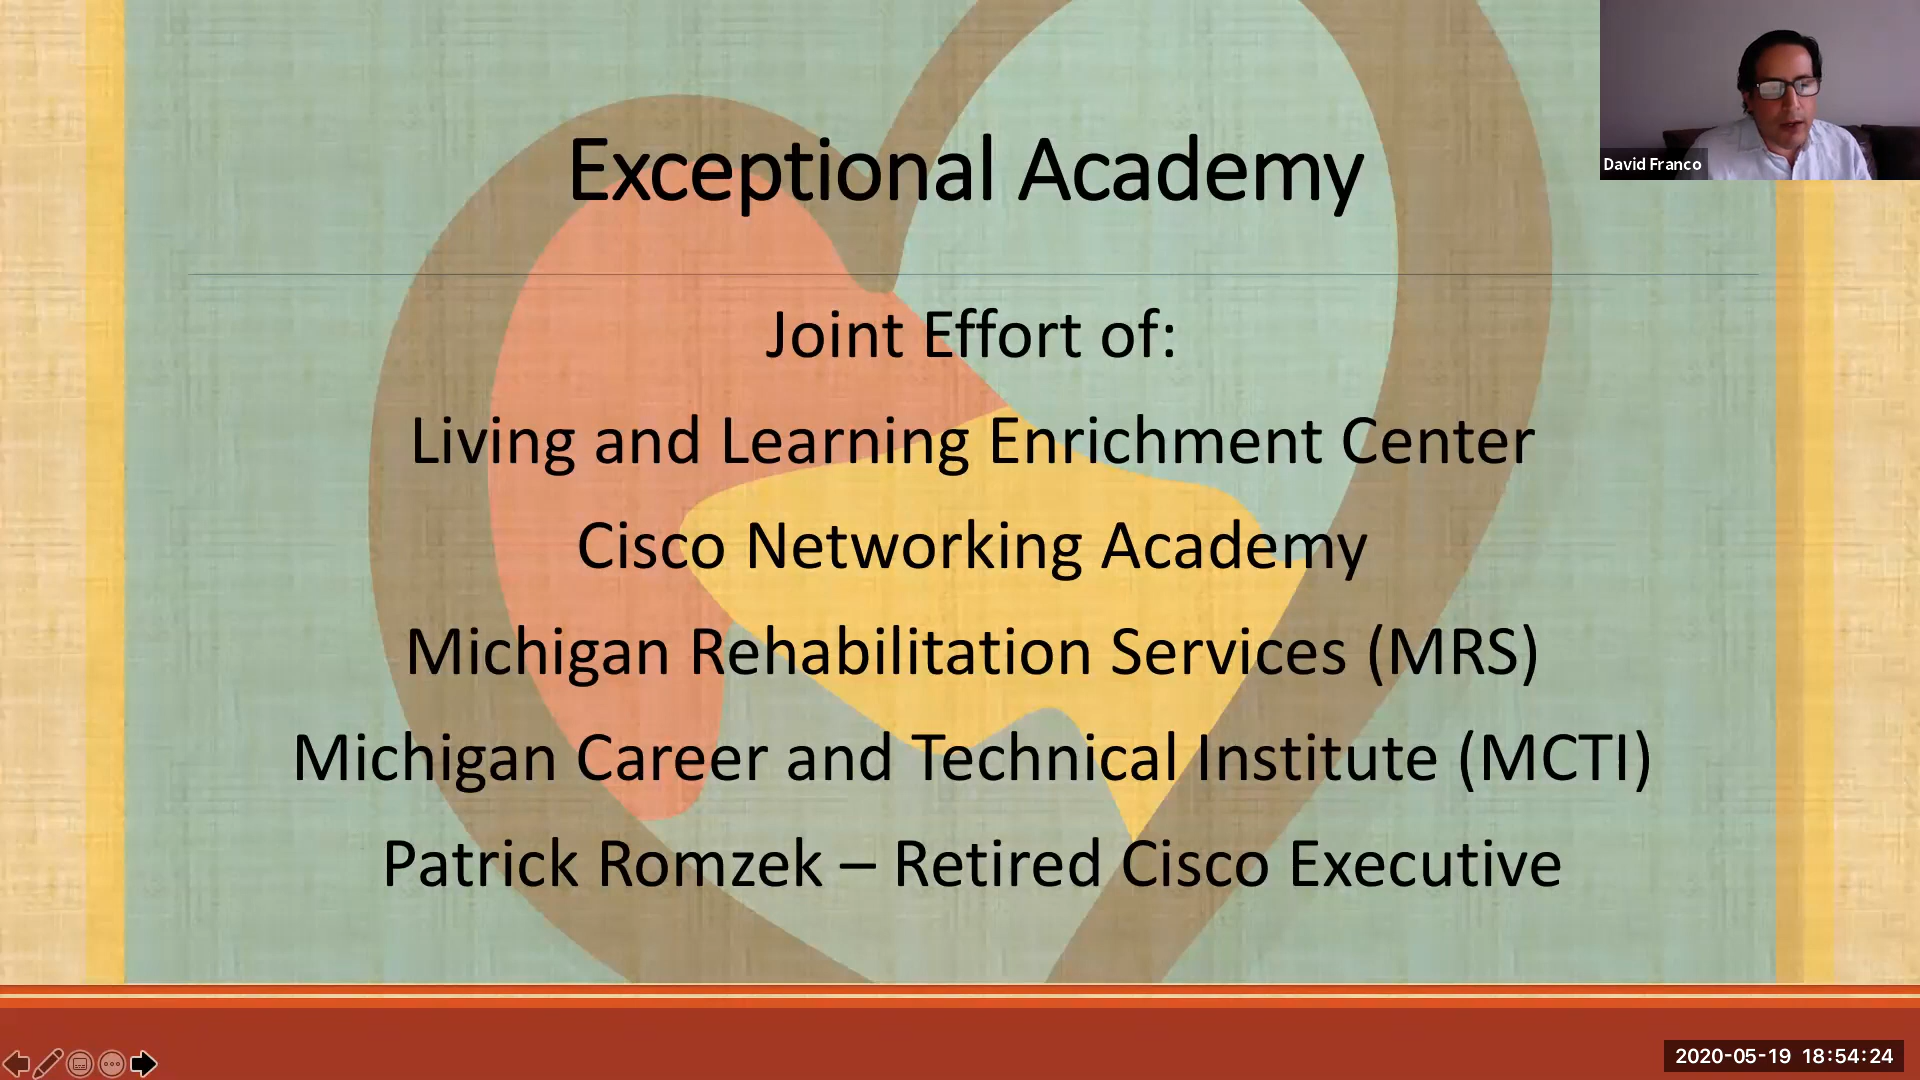 Exceptional Academy
David Franco
Joint Effort of:
Living and Learning Enrichment Center
Cisco Networking Academy
Michigan Rehabilitation Services (MRS)
Michigan Career and Technical Institute (MCTI)
Patrick Romzek – Retired Cisco Executive
2020-05-19 18:54:24